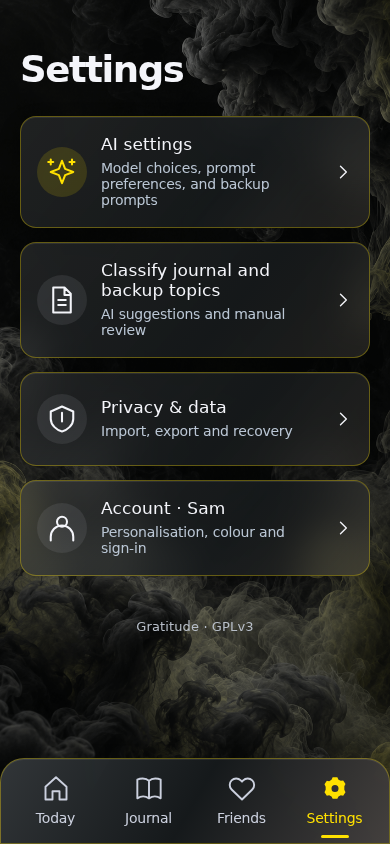 Settings
AI settings
Model choices, prompt
preferences, and backup
prompts
Classify journal and
backup topics
AI suggestions and manual
review
Privacy & data
Import, export and recovery
Account · Sam
Personalisation, colour and
sign-in
Gratitude · GPLv3
Today
Journal
Friends
Settings